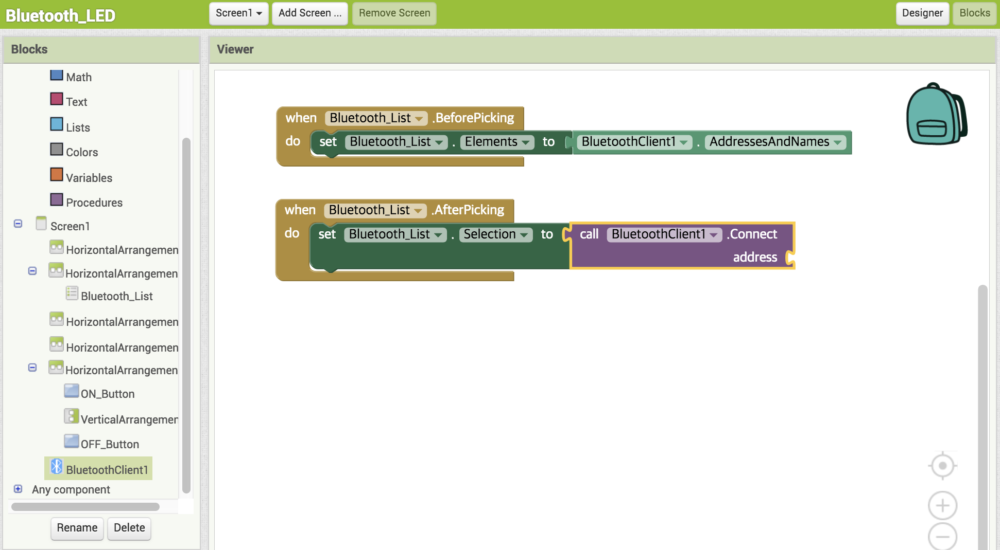 Bluetooth_LED
Screen1
Add Screen ...
Remove Screen
Designer
Blocks
Blocks
Math
Text
Lists
Colors
Variables
Procedures
Screen1
HorizontalArrangemen
HorizontalArrangemen
Bluetooth_List
HorizontalArrangemen
HorizontalArrangemen
HorizontalArrangemen
ON_Button
VerticalArrangemen
OFF_Button
BluetoothClient1
Any component
Rename
Delete
Viewer
when Bluetooth_List .BeforePicking
do set Bluetooth_List . Elements to BluetoothClient1 . AddressesAndNames
when Bluetooth_List .AfterPicking
do set Bluetooth_List . Selection to call BluetoothClient1 .Connect
address